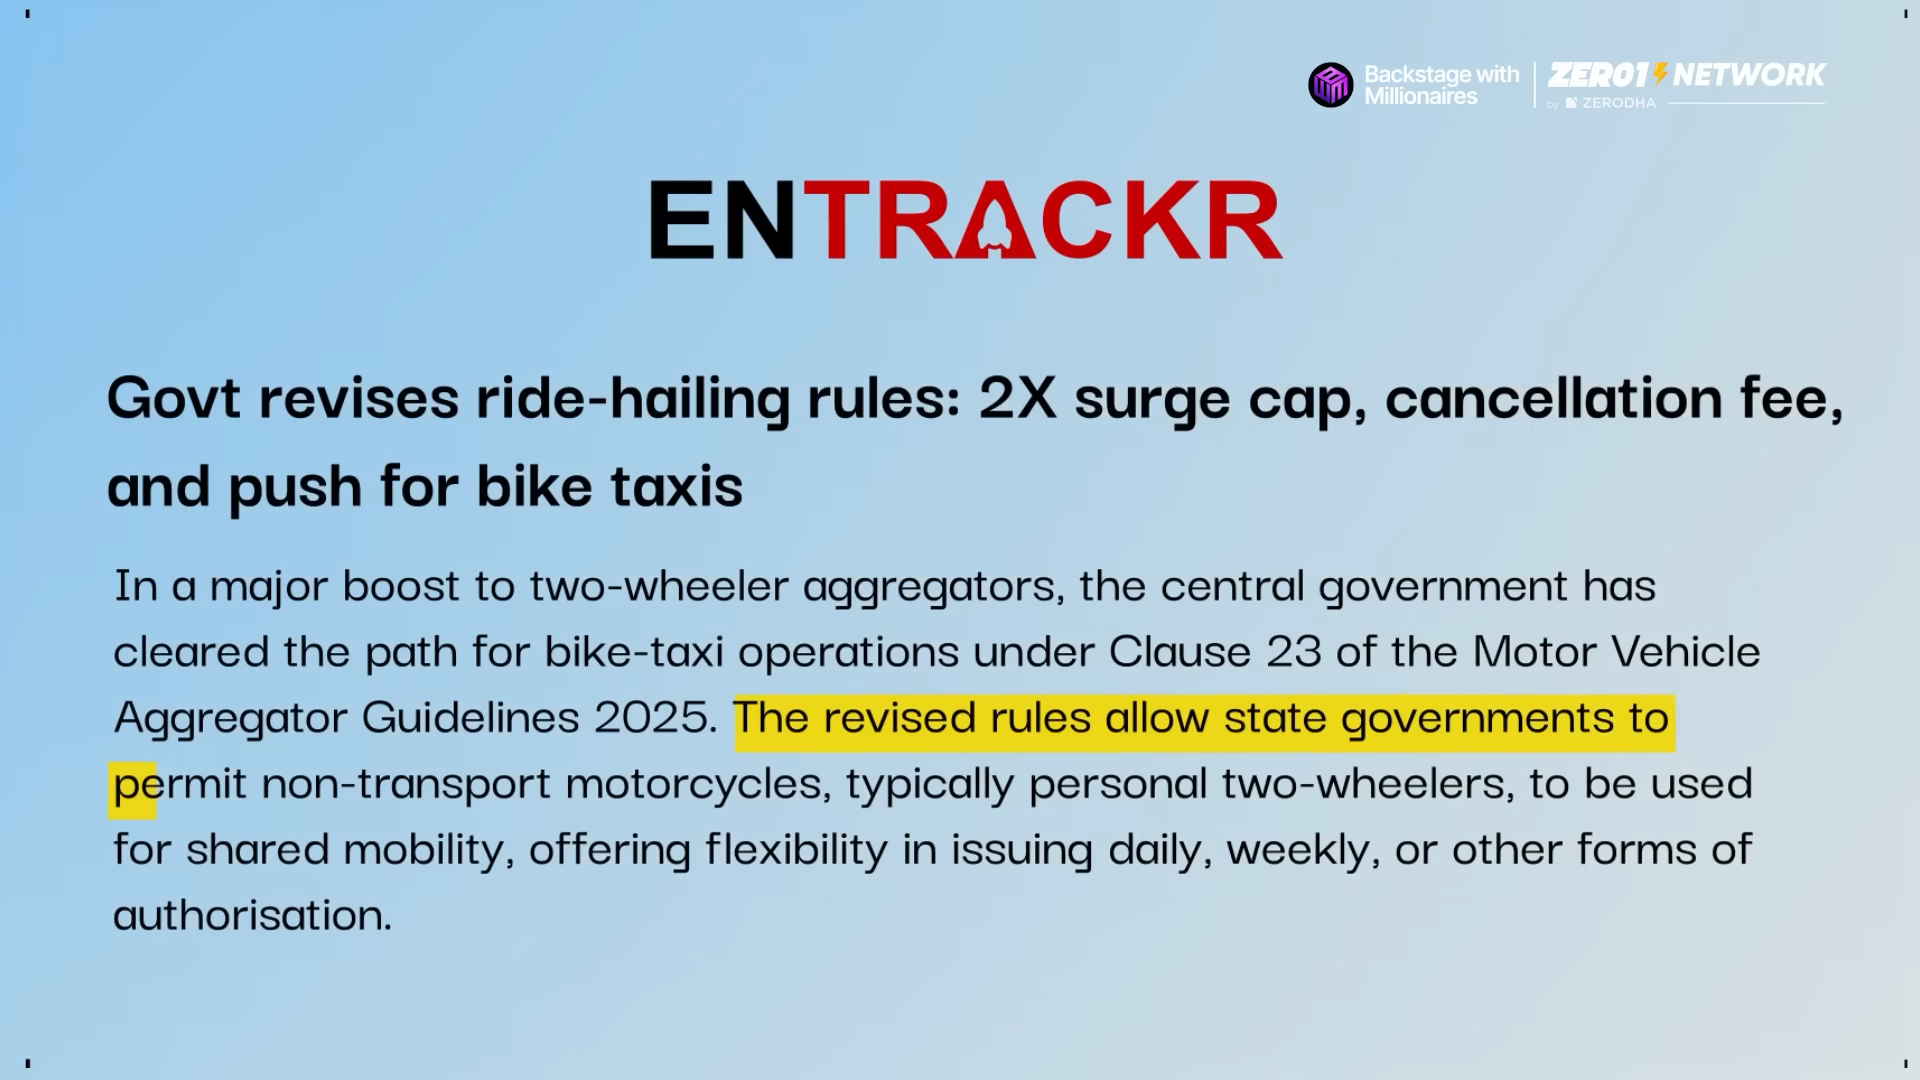 Backstage with
Millionaires
ZERO1 NETWORK
by ZERODHA
ENTRACKR
Govt revises ride-hailing rules: 2X surge cap, cancellation fee,
and push for bike taxis
In a major boost to two-wheeler aggregators, the central government has
cleared the path for bike-taxi operations under Clause 23 of the Motor Vehicle
Aggregator Guidelines 2025. The revised rules allow state governments to
permit non-transport motorcycles, typically personal two-wheelers, to be used
for shared mobility, offering flexibility in issuing daily, weekly, or other forms of
authorisation.